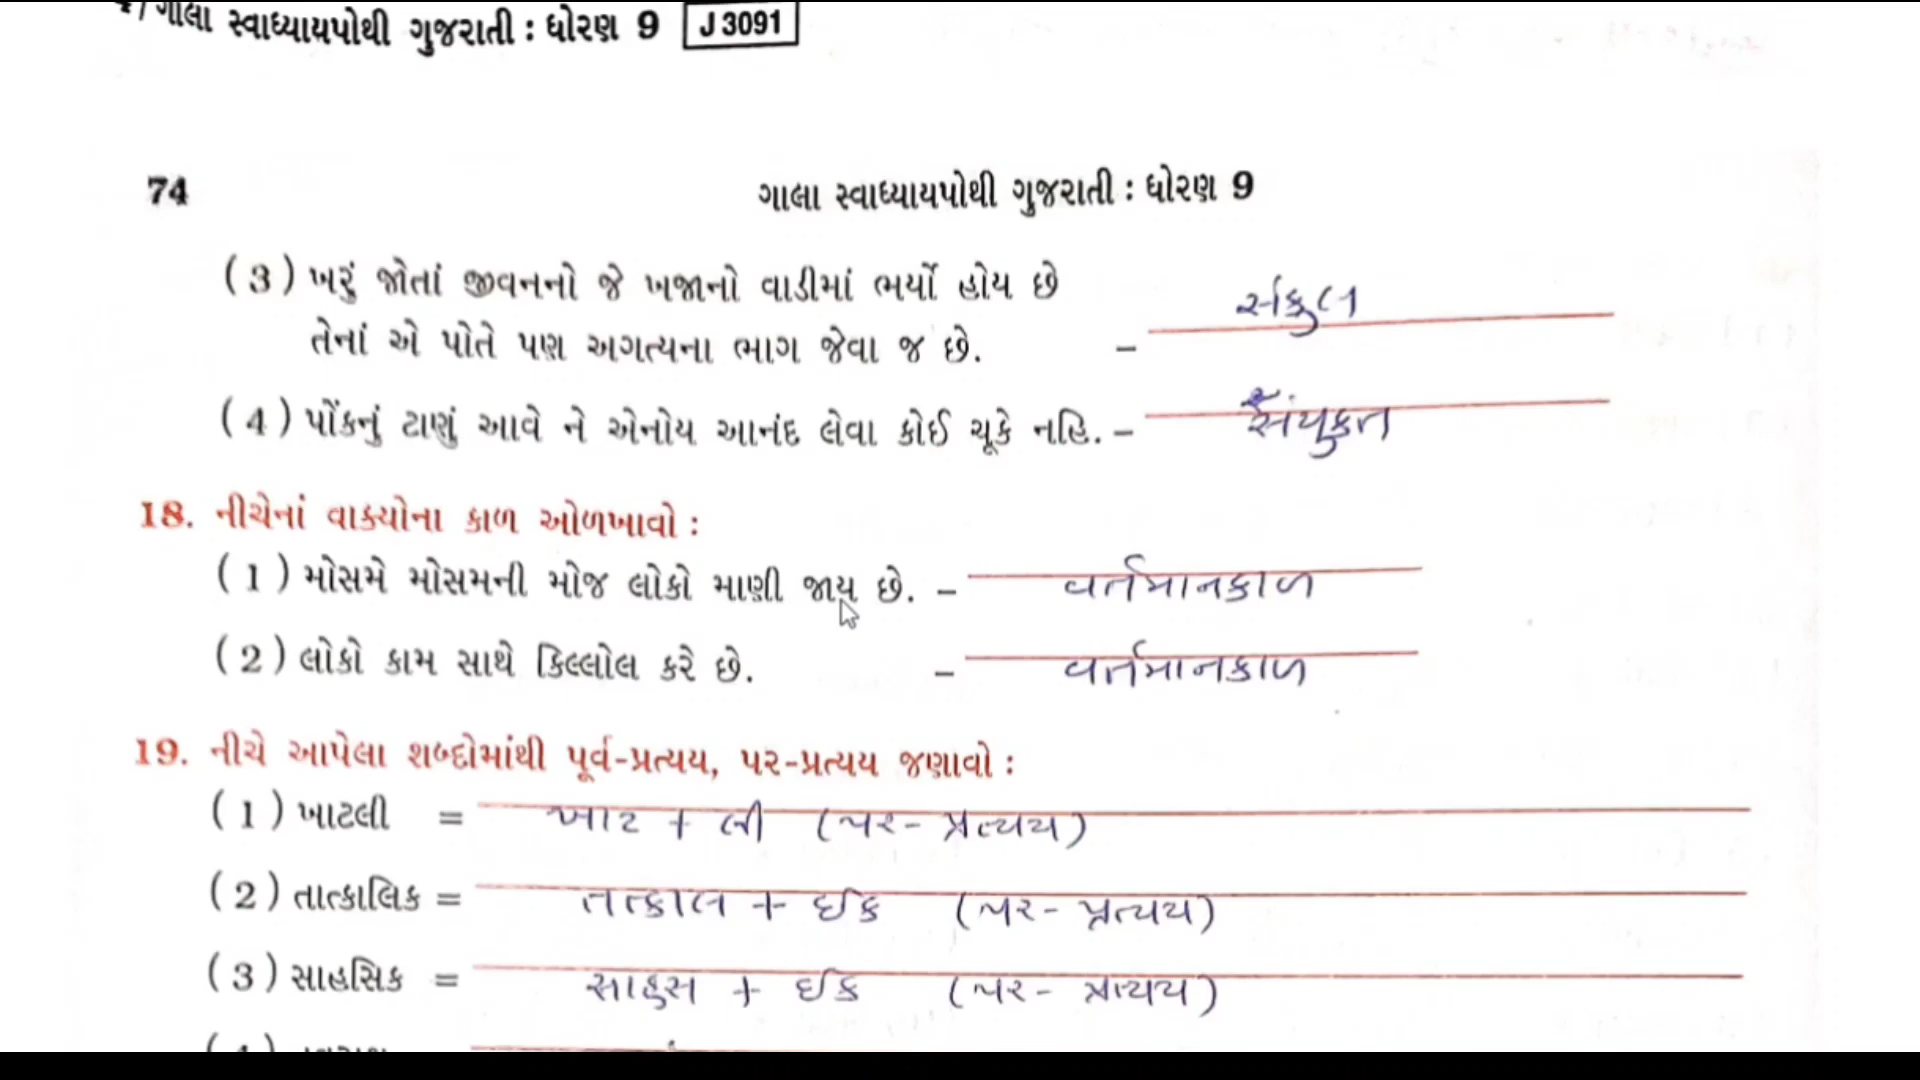 ગાલા સ્વાધ્યાયપોથી ગુજરાતી : ધોરણ 9 J 3091
74 ગાલા સ્વાધ્યાયપોથી ગુજરાતી : ધોરણ 9
(3) ખરું જોતાં જીવનનો જે ખજાનો વાડીમાં ભર્યો હોય છે
તેનાં એ પોતે પણ અગત્યના ભાગ જેવા જ છે. – સંકુલ
(4) પોંકનું ટાણું આવે ને એનોય આનંદ લેવા કોઈ ચૂકે નહિ. – સંયુકત
18. નીચેનાં વાક્યોના કાળ ઓળખાવો :
(1) મોસમે મોસમની મોજ લોકો માણી જાય છે. – વર્તમાનકાળ
(2) લોકો કામ સાથે કિલ્લોલ કરે છે. – વર્તમાનકાળ
19. નીચે આપેલા શબ્દોમાંથી પૂર્વ-પ્રત્યય, પર-પ્રત્યય જણાવો :
(1) ખાટલી = ખાટ + લી (પર - પ્રત્યય)
(2) તાત્કાલિક = તત્કાલ + ઈક (પર - પ્રત્યય)
(3) સાહસિક = સાહસ + ઈક (પર - પ્રત્યય)